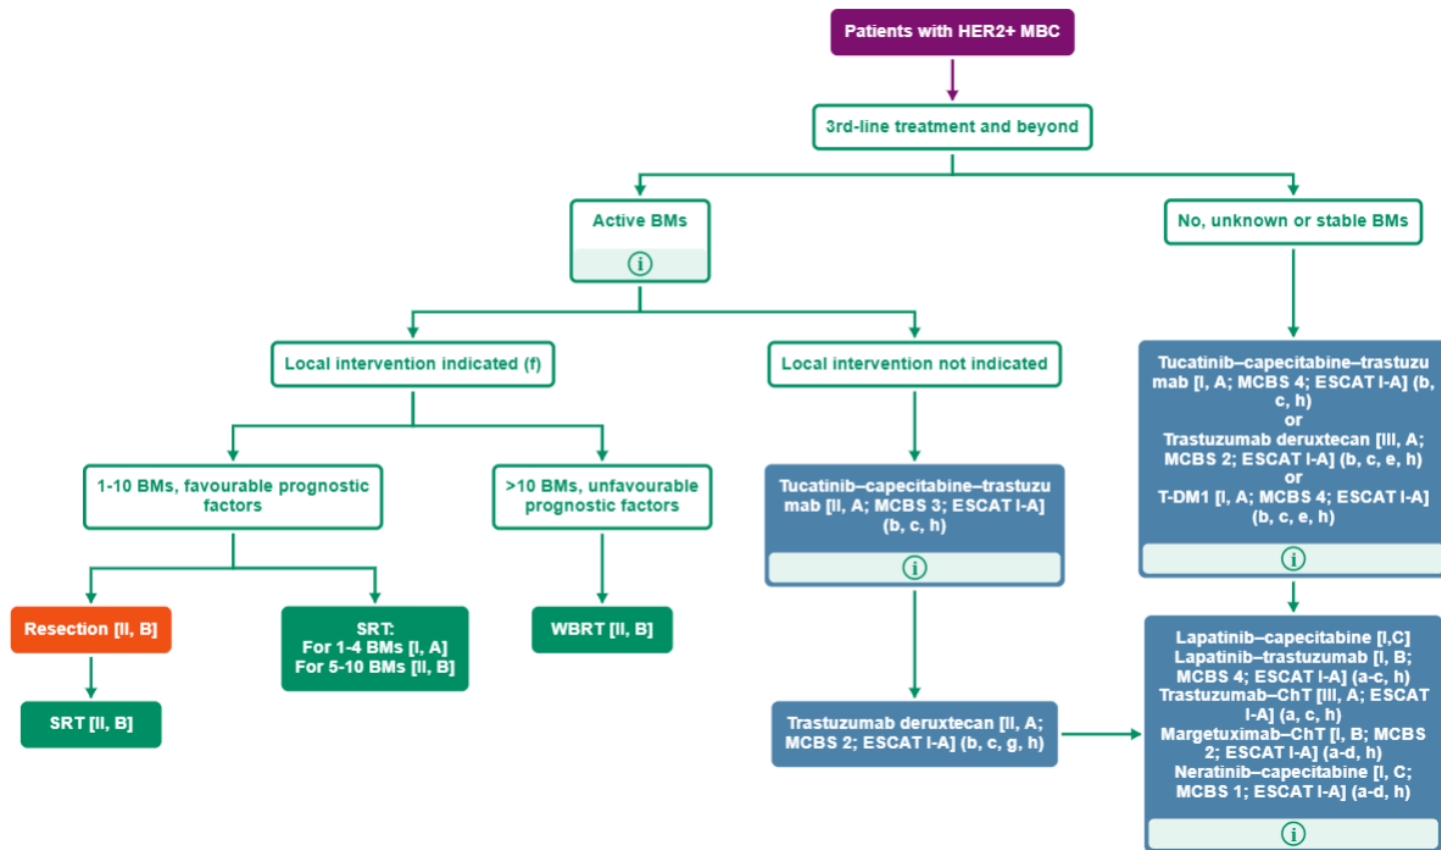 Patients with HER2+ MBC
3rd-line treatment and beyond
Active BMs
i
No, unknown or stable BMs
Local intervention indicated (f)
Local intervention not indicated
1-10 BMs, favourable prognostic
factors
>10 BMs, unfavourable
prognostic factors
Tucatinib–capecitabine–trastuzu
mab [II, A; MCBS 3; ESCAT I-A]
(b, c, h)
i
Tucatinib–capecitabine–trastuzu
mab [I, A; MCBS 4; ESCAT I-A] (b,
c, h)
or
Trastuzumab deruxtecan [III, A;
MCBS 2; ESCAT I-A] (b, c, e, h)
or
T-DM1 [I, A; MCBS 4; ESCAT I-A]
(b, c, e, h)
i
Resection [II, B]
SRT:
For 1-4 BMs [I, A]
For 5-10 BMs [II, B]
WBRT [II, B]
SRT [II, B]
Trastuzumab deruxtecan [II, A;
MCBS 2; ESCAT I-A] (b, c, g, h)
Lapatinib–capecitabine [I,C]
Lapatinib–trastuzumab [I, B;
MCBS 4; ESCAT I-A] (a-c, h)
Trastuzumab–ChT [III, A; ESCAT
I-A] (a, c, h)
Margetuximab–ChT [I, B; MCBS
2; ESCAT I-A] (a-d, h)
Neratinib–capecitabine [I, C;
MCBS 1; ESCAT I-A] (a-d, h)
i